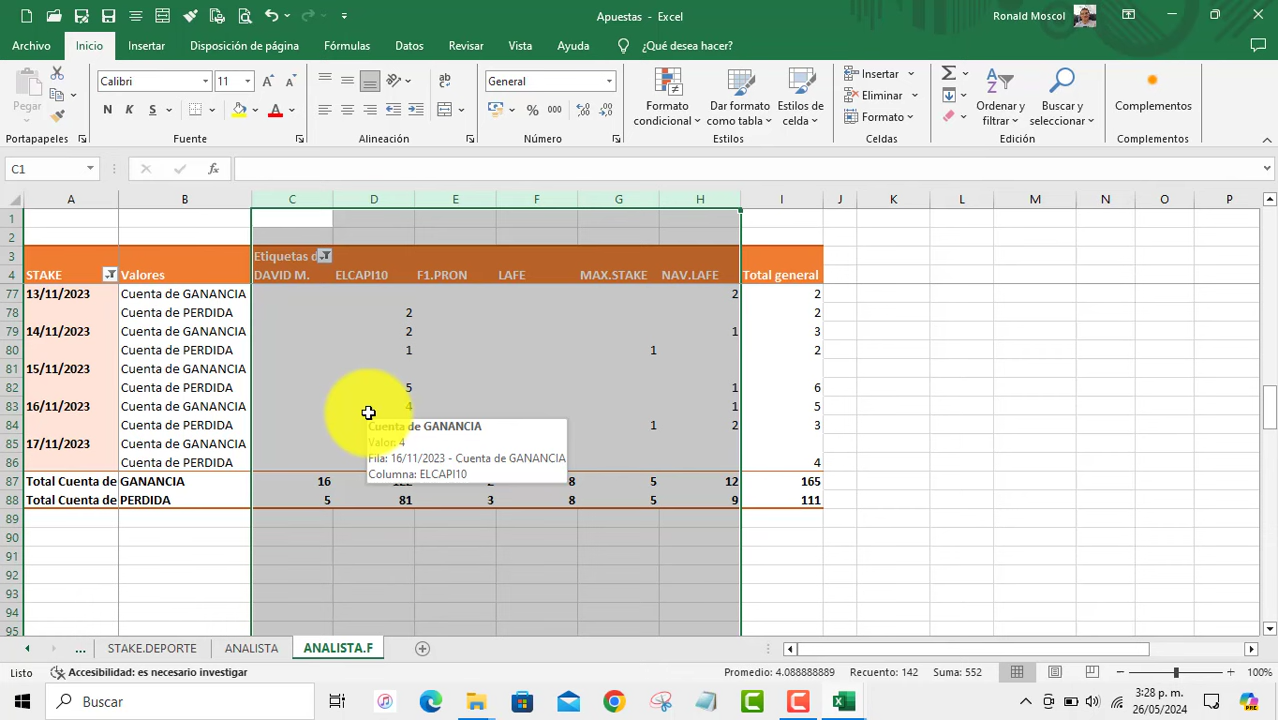 Apuestas - Excel
Ronald Moscol
Archivo Inicio Insertar Disposición de página Fórmulas Datos Revisar Vista Ayuda ¿Qué desea hacer?
Pegar
Calibri 11
N K S
General
% 000
Formato condicional
Dar formato como tabla
Estilos de celda
Insertar
Eliminar
Formato
Ordenar y filtrar
Buscar y seleccionar
Complementos
Portapapeles Fuente Alineación Número Estilos Celdas Edición Complementos
C1
A B C D E F G H I J K L M N O P
1
2
3 Etiquetas d
4 STAKE Valores DAVID M. ELCAPI10 F1.PRON LAFE MAX.STAKE NAV.LAFE Total general
77 13/11/2023 Cuenta de GANANCIA 2 2
78 Cuenta de PERDIDA 2 2
79 14/11/2023 Cuenta de GANANCIA 2 1 3
80 Cuenta de PERDIDA 1 1 2
81 15/11/2023 Cuenta de GANANCIA
82 Cuenta de PERDIDA 5 1 6
83 16/11/2023 Cuenta de GANANCIA 4 1 5
84 Cuenta de PERDIDA 1 2 3
85 17/11/2023 Cuenta de GANANCIA
86 Cuenta de PERDIDA 4
87 Total Cuenta de GANANCIA 16 8 5 12 165
88 Total Cuenta de PERDIDA 5 81 3 8 5 9 111
89
90
91
92
93
94
95
Cuenta de GANANCIA
Valor: 4
Fila: 16/11/2023 - Cuenta de GANANCIA
Columna: ELCAPI10
... STAKE.DEPORTE ANALISTA ANALISTA.F
Listo Accesibilidad: es necesario investigar Promedio: 4.088888889 Recuento: 142 Suma: 552 100%
Buscar
3:28 p. m.
26/05/2024